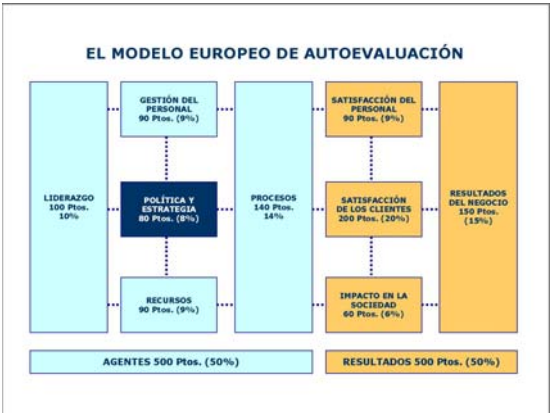 EL MODELO EUROPEO DE AUTOEVALUACIÓN
LIDERAZGO
100 Ptos.
10%
GESTIÓN DEL
PERSONAL
90 Ptos. (9%)
POLÍTICA Y
ESTRATEGIA
80 Ptos. (8%)
RECURSOS
90 Ptos. (9%)
PROCESOS
140 Ptos.
14%
SATISFACCIÓN DEL
PERSONAL
90 Ptos. (9%)
SATISFACCIÓN
DE LOS CLIENTES
200 Ptos. (20%)
IMPACTO EN LA
SOCIEDAD
60 Ptos. (6%)
RESULTADOS
DEL NEGOCIO
150 Ptos.
(15%)
AGENTES 500 Ptos. (50%)
RESULTADOS 500 Ptos. (50%)